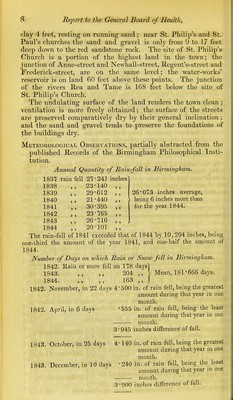 8 Report to the General Board of Health,
clay 4 feet, resting on running sand; near St. Philip's and St.
Paul's churches the sand and gravel is only from 9 to 17 feet
deep down to the red sandstone rock. The site of St. Philip's
Church is a portion of the highest land in the town; the
junction of Anne-street and Newhall-street, Regent's-street and
Frederick-street, are on the same level; the water-works'
reservoir is on land 60 feet above these points. The junction
of the rivers Rea and Tame is 168 feet below the site of
St. Philip's Church.
The undulating surface of the land renders the town clean;
ventilation is more freely obtained; the surface of the streets
are preserved comparatively dry by their general inclination;
and the sand and gravel tends to preserve the foundations of
the buildings dry.
METEOROLOGICAL OBSERVATIONS, partially abstracted from the
published Records of the Birmingham Philosophical Insti-
tution.
Annual Quantity of Rain-fall in Birmingham.
1837 rain fell 27·241 inches
1838 ,, 23·140 ,,
1839 ,, 29·612 ,, 26·073 inches average,
1840 ,, 21·440 ,, being 6 inches more than
1841 ,, 30·395 ,, for the year 1844.
1842 ,, 23·765 ,,
1843 ,, 26·716 ,,
1844 ,, 20·101 ,,
The rain-fall of 1841 exceeded that of 1844 by 10,294 inches, being
one-third the amount of the year 1841, and one-half the amount of
1844.
Number of Days on which Rain or Snow fell in Birmingham.
1842. Rain or snow fell on 178 days
1843. ,, ,, 204 ,, Mean, 181·666 days.
1844. ,, ,, 163 ,,
1842. November, in 22 days 4·500 in. of rain fell, being the greatest
amount during that year in one
month.
1842. April, in 6 days ·555 in. of rain fell, being the least
amount during that year in one
month.
3·945 inches difference of fall.
1843. October, in 25 days 4·140 in. of rain fell, being the greatest
amount during that year in one
month.
1843. December, in 10 days ·240 in. of rain fell, being the least
amount during that year in one
month.
3·900 inches difference of fall.